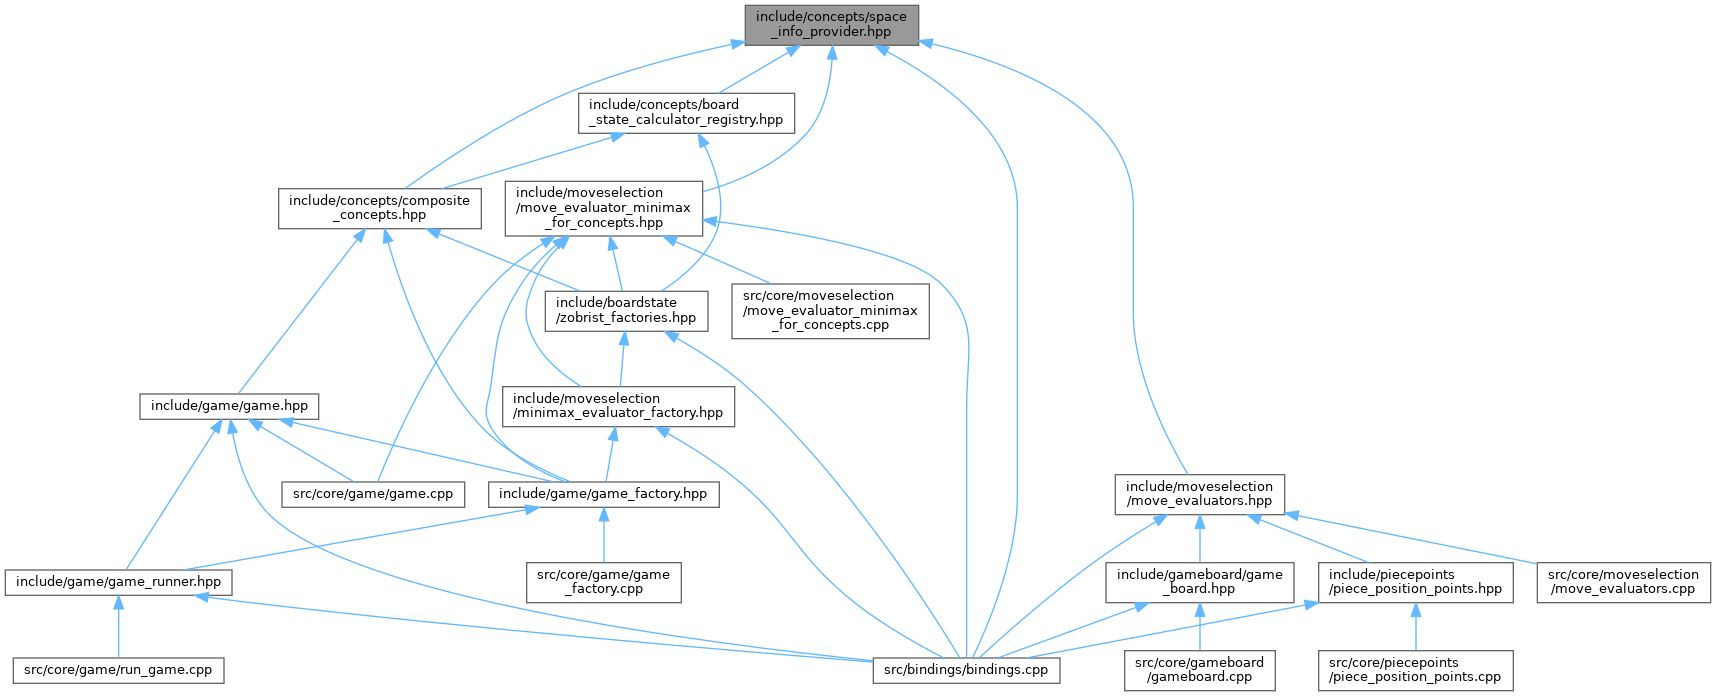 include/concepts/space
_info_provider.hpp
include/concepts/board
_state_calculator_registry.hpp
include/concepts/composite
_concepts.hpp
include/moveselection
/move_evaluator_minimax
_for_concepts.hpp
include/boardstate
/zobrist_factories.hpp
src/core/moveselection
/move_evaluator_minimax
_for_concepts.cpp
include/game/game.hpp
include/moveselection
/minimax_evaluator_factory.hpp
src/core/game/game.cpp
include/game/game_factory.hpp
include/moveselection
/move_evaluators.hpp
include/game/game_runner.hpp
src/core/game/game
_factory.cpp
include/gameboard/game
_board.hpp
include/piecepoints
/piece_position_points.hpp
src/core/moveselection
/move_evaluators.cpp
src/core/game/run_game.cpp
src/bindings/bindings.cpp
src/core/gameboard
/gameboard.cpp
src/core/piecepoints
/piece_position_points.cpp